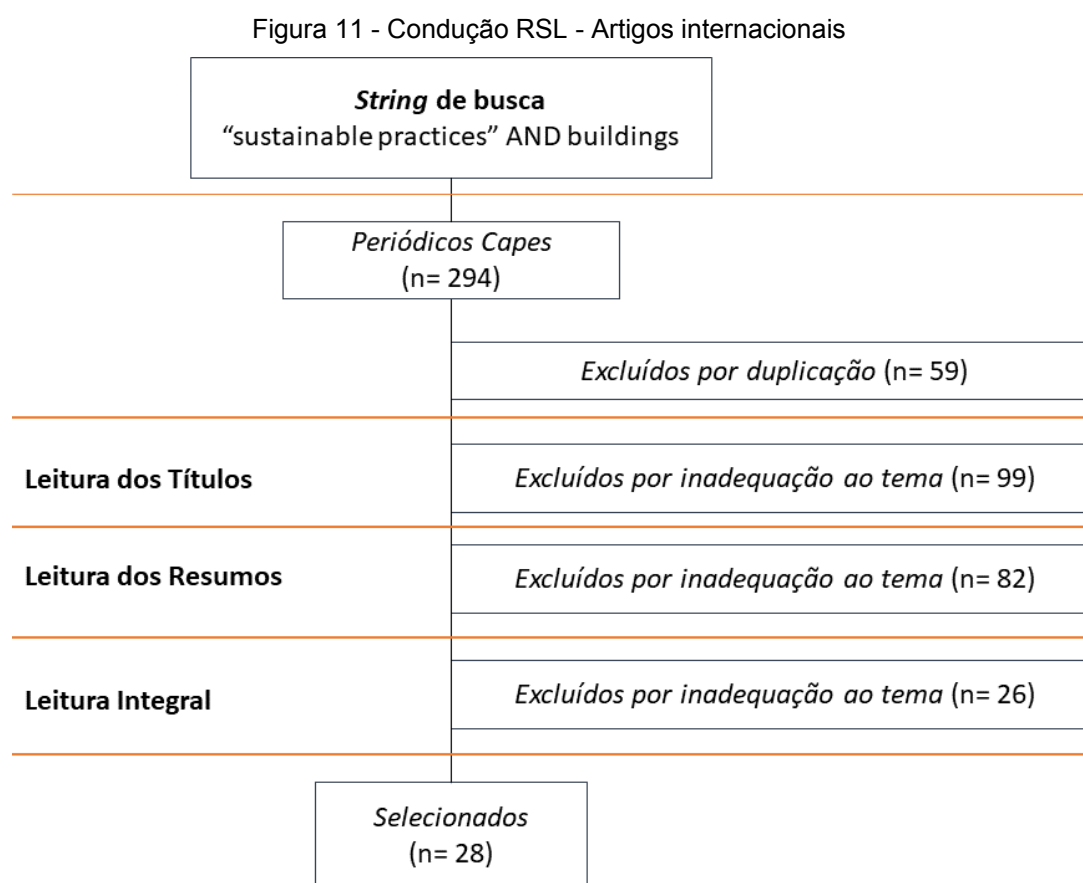 Figura 11 - Condução RSL - Artigos internacionais
String de busca
“sustainable practices” AND buildings
Periódicos Capes
(n= 294)
Excluídos por duplicação (n= 59)
Leitura dos Títulos
Excluídos por inadequação ao tema (n= 99)
Leitura dos Resumos
Excluídos por inadequação ao tema (n= 82)
Leitura Integral
Excluídos por inadequação ao tema (n= 26)
Selecionados
(n= 28)